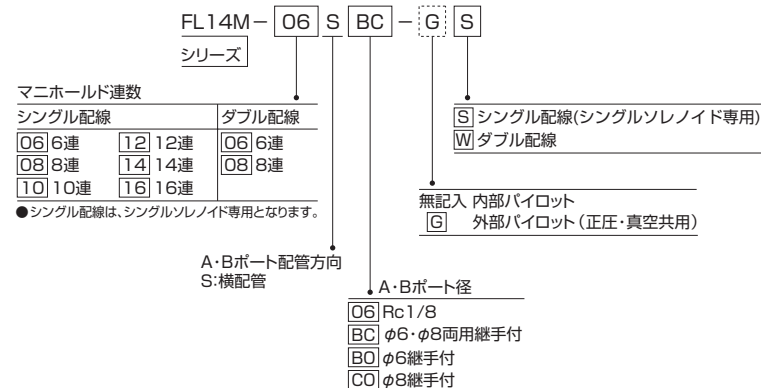 FL14M－06 S BC－G S
シリーズ
マニホールド連数
シングル配線 ダブル配線
06 6連 12 12連 06 6連
08 8連 14 14連 08 8連
10 10連 16 16連
●シングル配線は、シングルソレノイド専用となります。
S シングル配線(シングルソレノイド専用)
W ダブル配線
無記入 内部パイロット
G 外部パイロット(正圧・真空共用)
A・Bポート配管方向
S:横配管
A・Bポート径
06 Rc1/8
BC φ6・φ8両用継手付
B0 φ6継手付
C0 φ8継手付